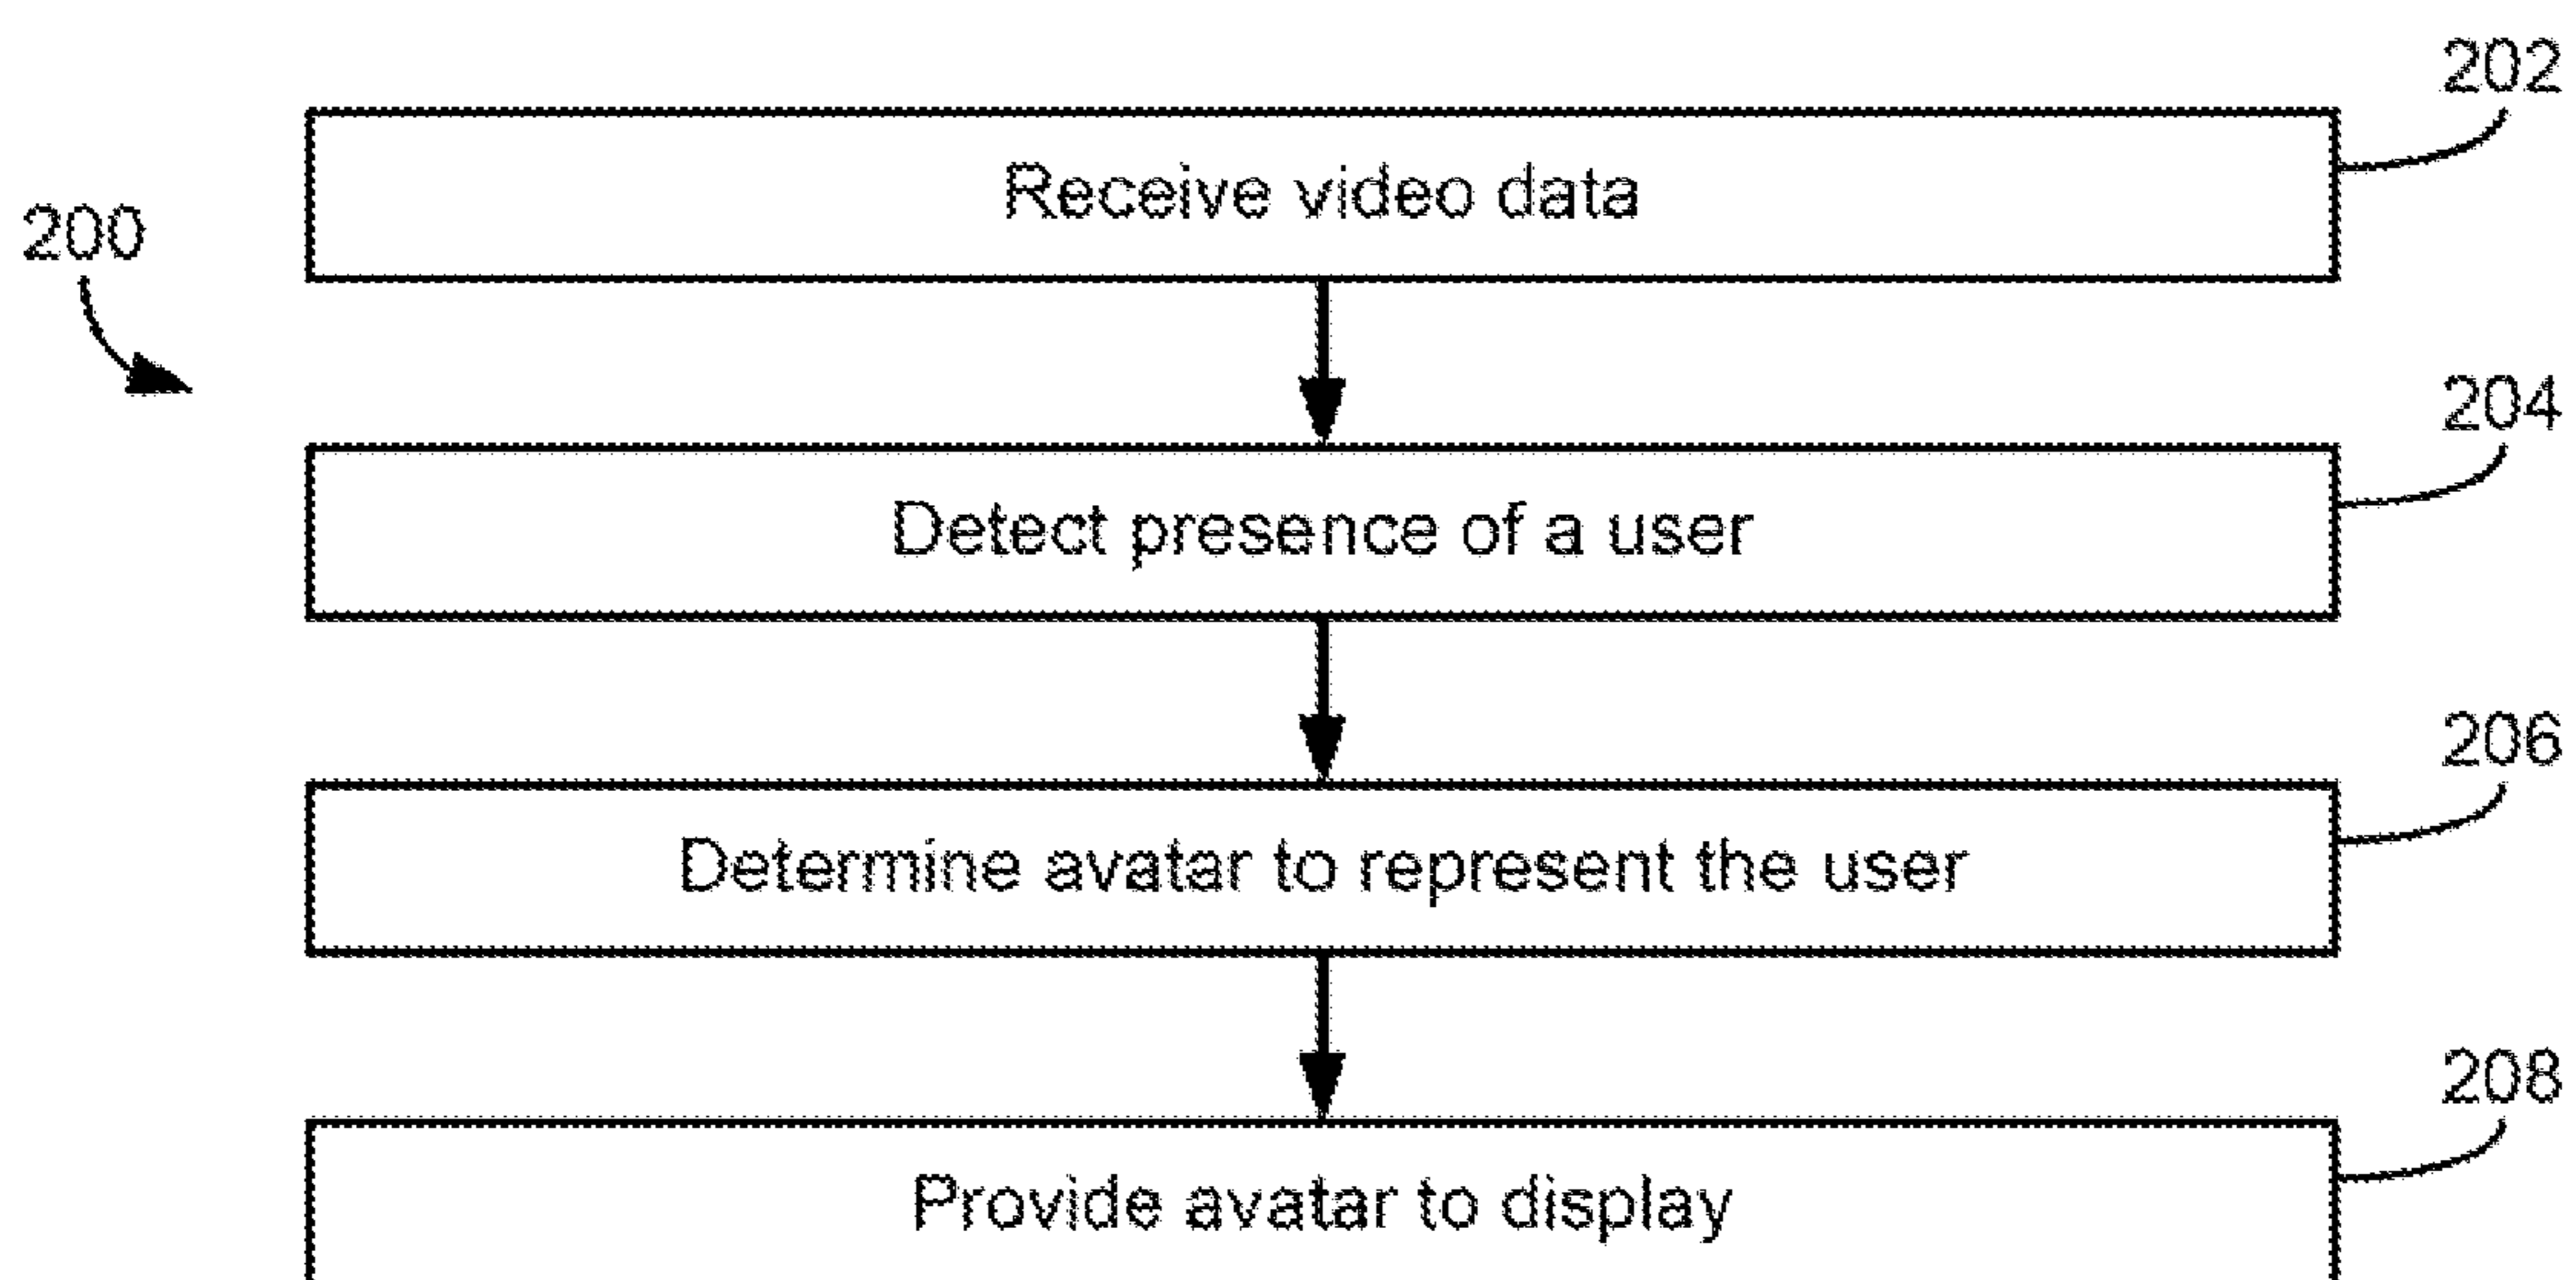 202
Receive video data
200
204
Detect presence of a user
206
Determine avatar to represent the user
208
Provide avatar to display